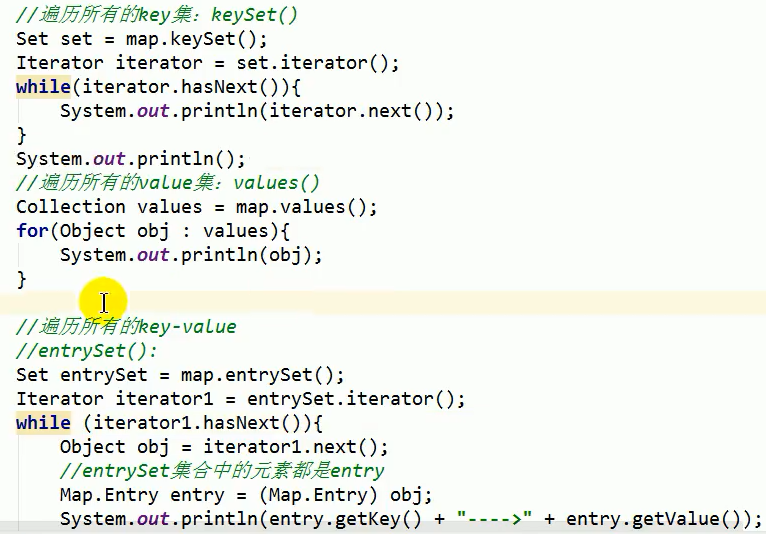 //遍历所有的key集：keySet()
Set set = map.keySet();
Iterator iterator = set.iterator();
while(iterator.hasNext()){
    System.out.println(iterator.next());
}
System.out.println();
//遍历所有的value集：values()
Collection values = map.values();
for(Object obj : values){
    System.out.println(obj);
}
//遍历所有的key-value
//entrySet():
Set entrySet = map.entrySet();
Iterator iterator1 = entrySet.iterator();
while (iterator1.hasNext()){
    Object obj = iterator1.next();
    //entrySet集合中的元素都是entry
    Map.Entry entry = (Map.Entry) obj;
    System.out.println(entry.getKey() + "---->" + entry.getValue());